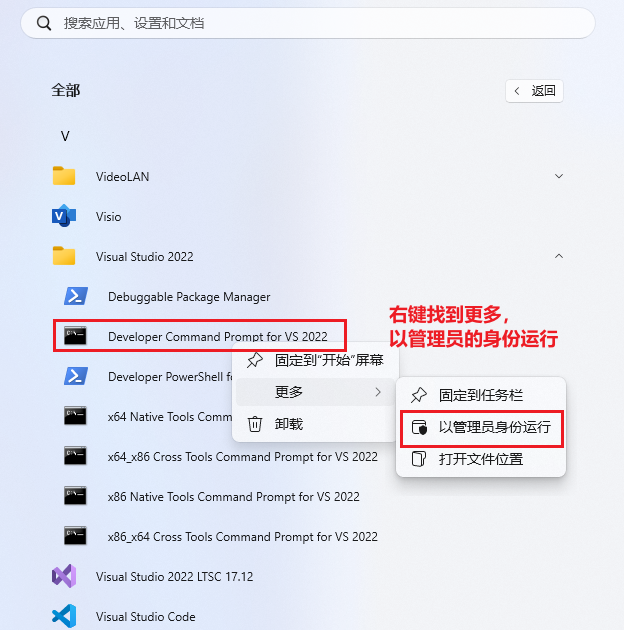 搜索应用、设置和文档
全部
返回
V
VideoLAN
Visio
Visual Studio 2022
Debuggable Package Manager
右键找到更多，
Developer Command Prompt for VS 2022
以管理员的身份运行
固定到“开始”屏幕
Developer PowerShell fo
更多
固定到任务栏
x64 Native Tools Comm
卸载
以管理员身份运行
x64_x86 Cross Tools Command Prompt for VS 2022
打开文件位置
x86 Native Tools Command Prompt for VS 2022
x86_x64 Cross Tools Command Prompt for VS 2022
Visual Studio 2022 LTSC 17.12
Visual Studio Code